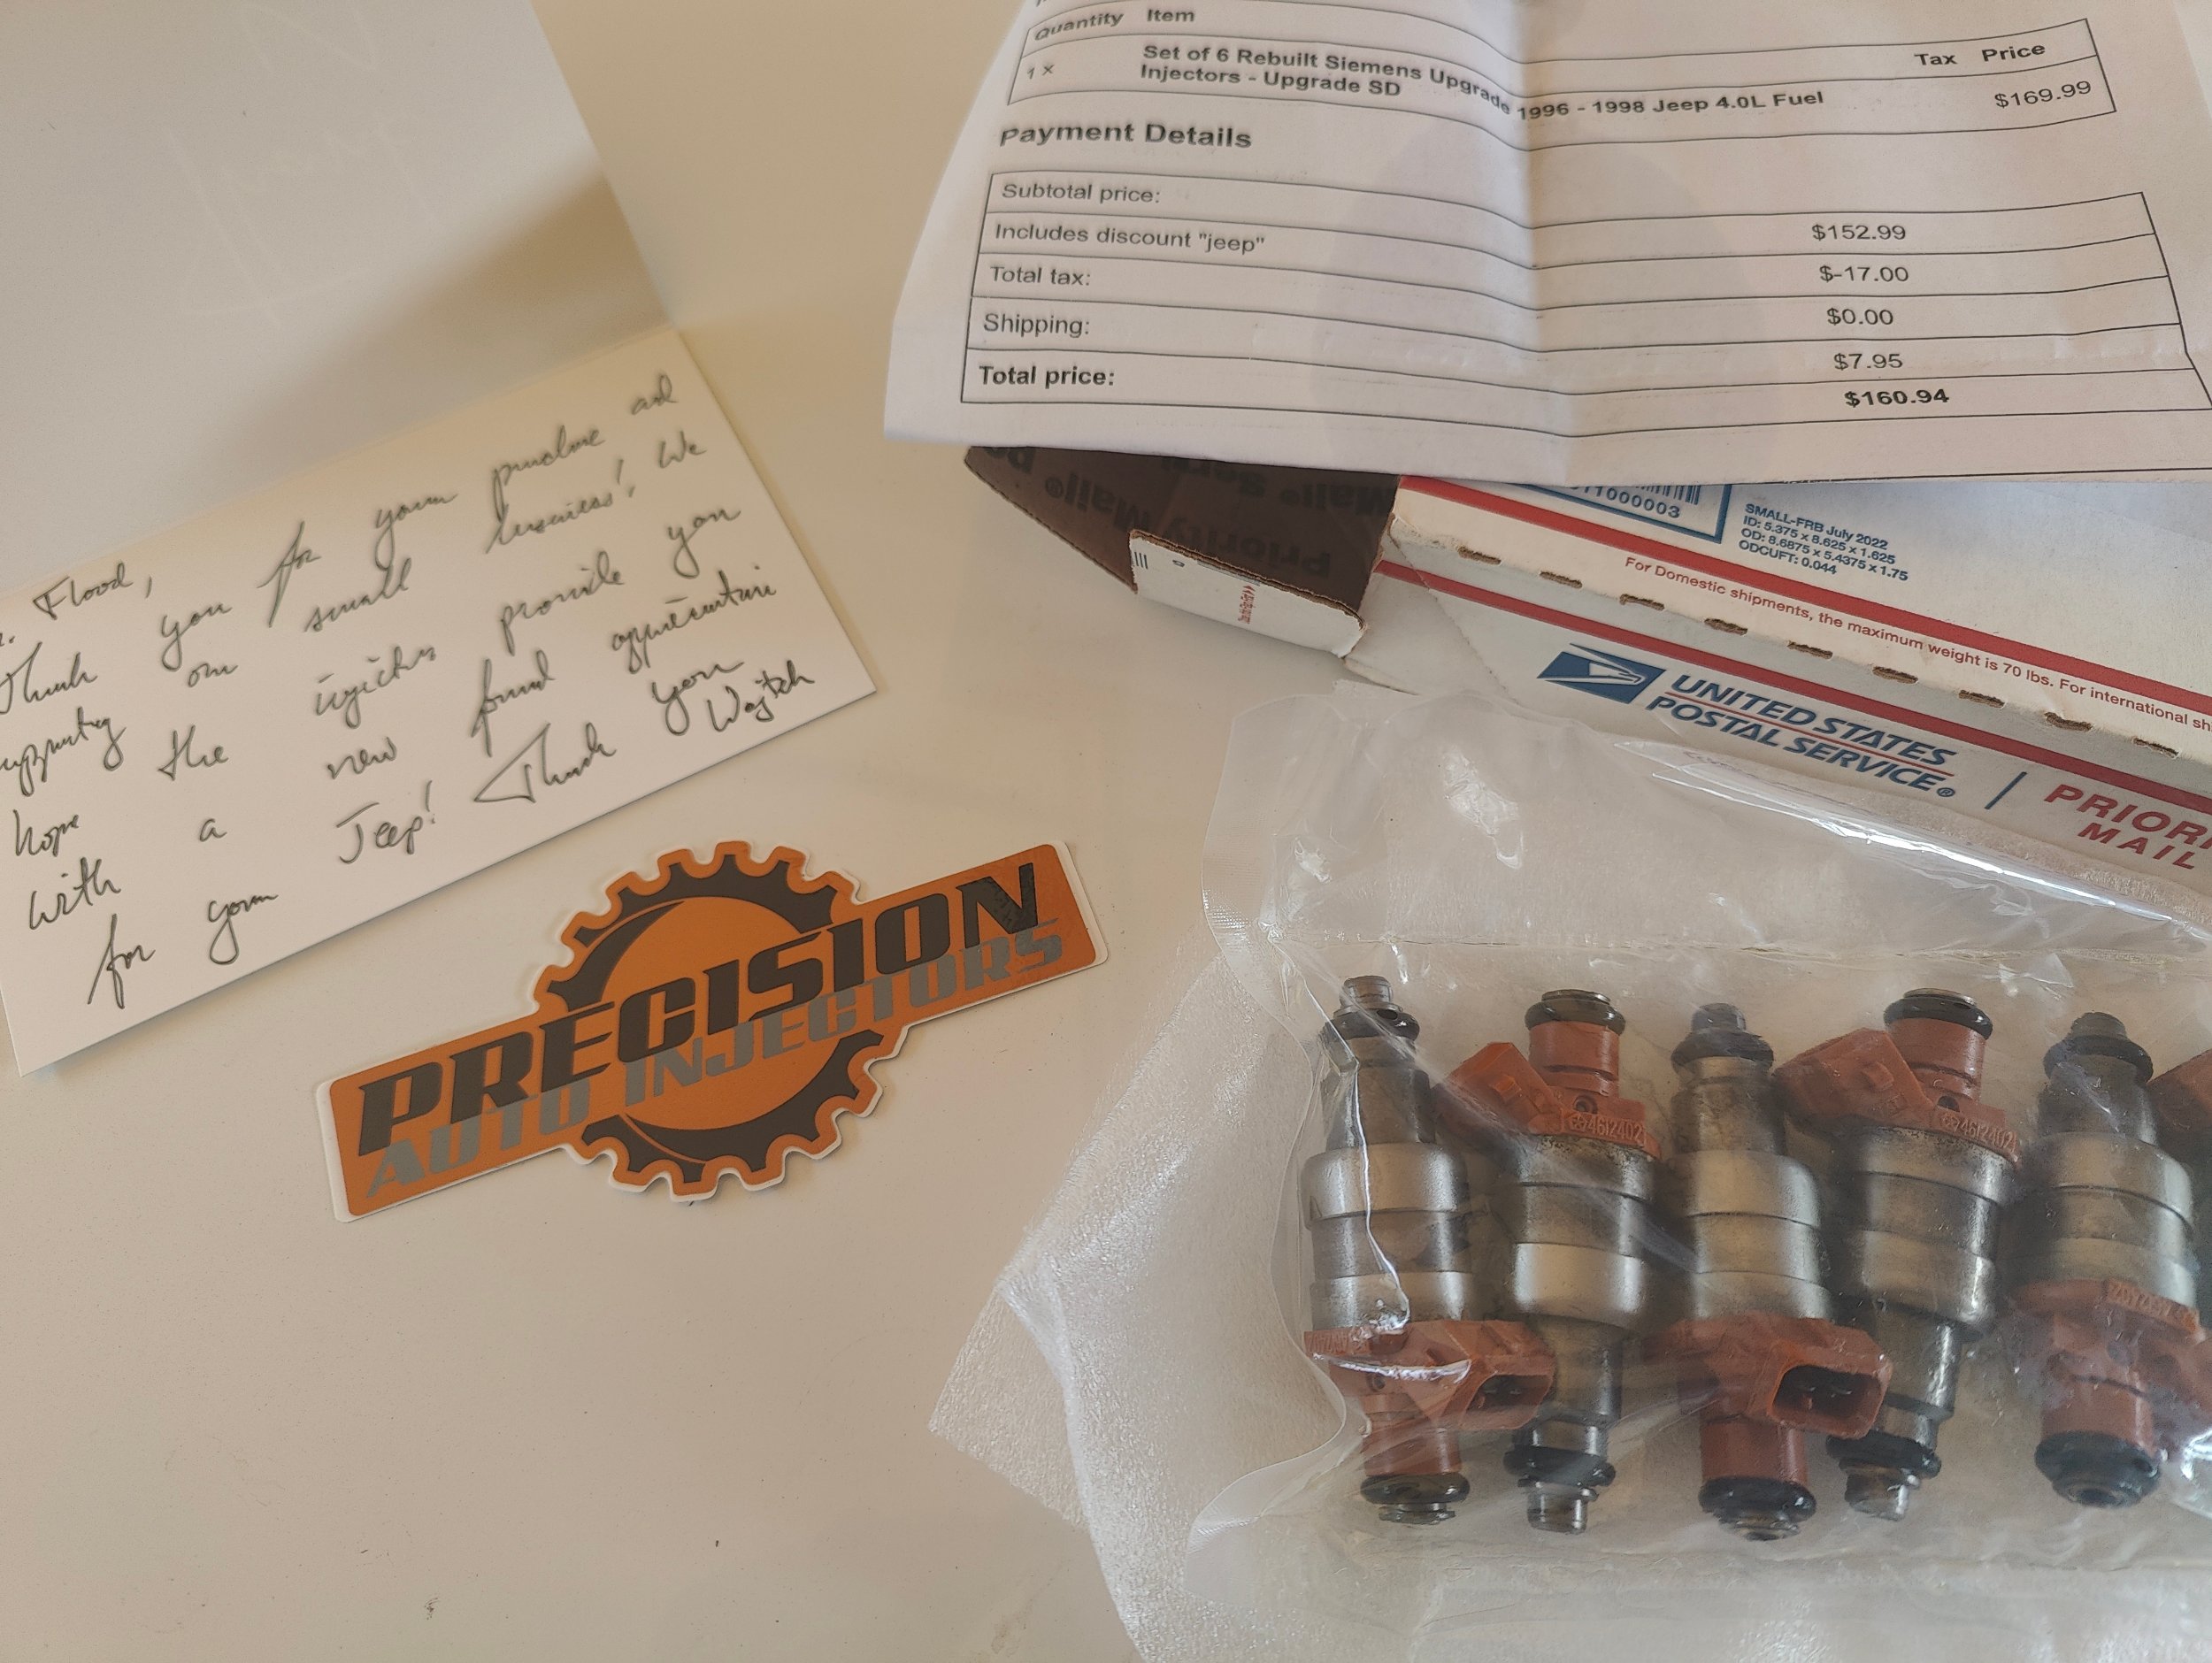 Quantity Item Tax Price
1 × Set of 6 Rebuilt Siemens Upgrade 1996 - 1998 Jeep 4.0L Fuel $169.99
Injectors - Upgrade SD
Payment Details
Subtotal price: $152.99
Includes discount "jeep" $-17.00
Total tax: $0.00
Shipping: $7.95
Total price: $160.94
Flood,
Thank you for your purchase and
supporting our small business! We
hope the injectors provide you
with a new found
for your Jeep! Thank you
Wojtek
PRECISION
AUTO INJECTORS
Priority Mail®
1000003
SMALL-FRB July 2022
ID: 5.375 x 8.625 x 1.625
OD: 8.6875 x 5.4375 x 1.75
ODCUFT: 0.044
For Domestic shipments, the maximum weight is 70 lbs. For international
UNITED STATES
POSTAL SERVICE®
PRIORI
MAIL